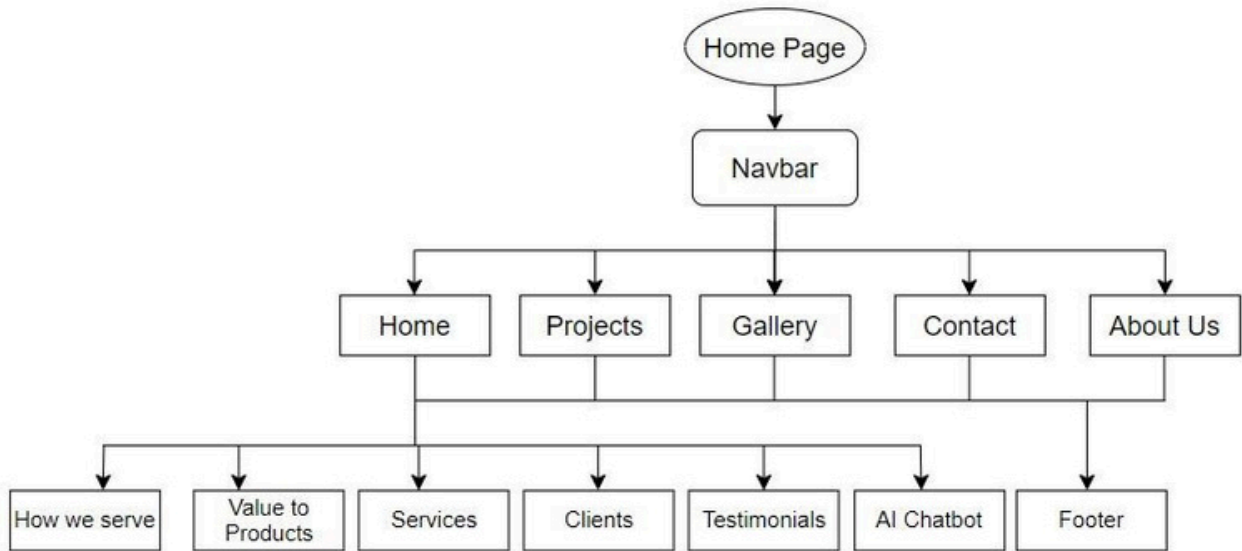 Home Page
Navbar
Home
Projects
Gallery
Contact
About Us
How we serve
Value to
Products
Services
Clients
Testimonials
AI Chatbot
Footer